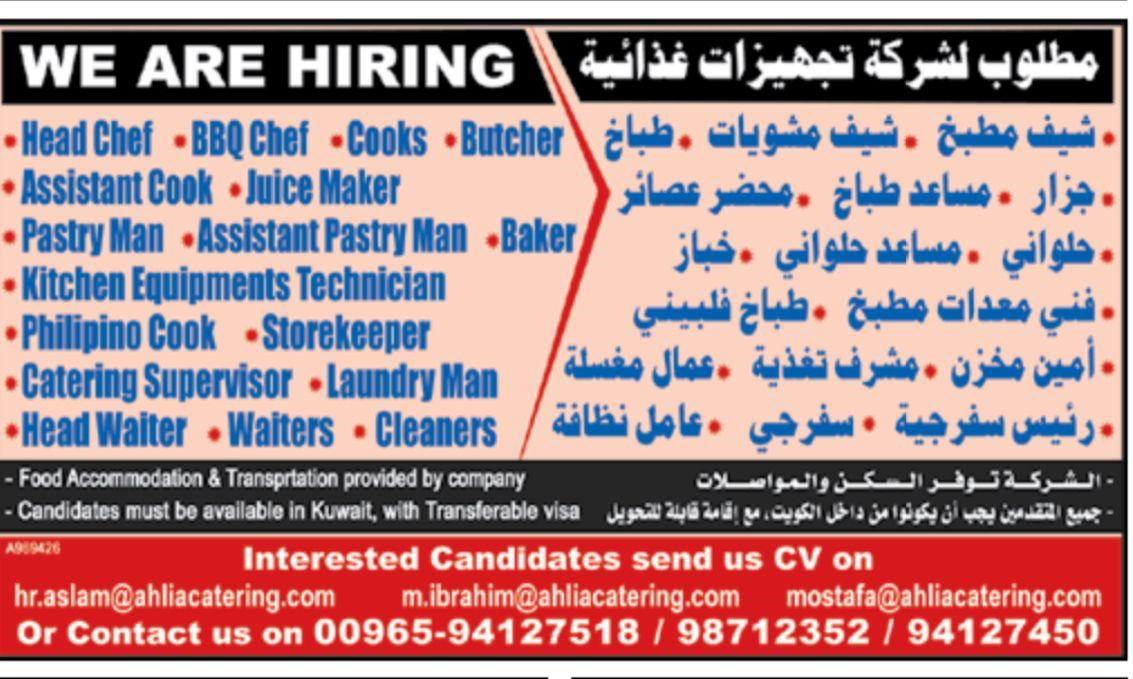 WE ARE HIRING
• Head Chef • BBQ Chef • Cooks • Butcher
• Assistant Cook • Juice Maker
• Pastry Man • Assistant Pastry Man • Baker
• Kitchen Equipments Technician
• Philipino Cook • Storekeeper
• Catering Supervisor • Laundry Man
• Head Waiter • Waiters • Cleaners
مطلوب لشركة تجهيزات غذائية
• شيف مطبخ • شيف مشويات • طباخ
• جزار • مساعد طباخ • محضر عصائر
• حلواني • مساعد حلواني • خباز
• فني معدات مطبخ • طباخ فلبيني
• أمين مخزن • مشرف تغذية • عمال مغسلة
• رئيس سفرجية • سفرجي • عامل نظافة
- Food Accommodation & Transprtation provided by company
- Candidates must be available in Kuwait, with Transferable visa
- الشركة توفر السكن والمواصلات
- جميع المتقدمين يجب أن يكونوا من داخل الكويت، مع إقامة قابلة للتحويل
A969426
Interested Candidates send us CV on
hr.aslam@ahliacatering.com m.ibrahim@ahliacatering.com mostafa@ahliacatering.com
Or Contact us on 00965-94127518 / 98712352 / 94127450